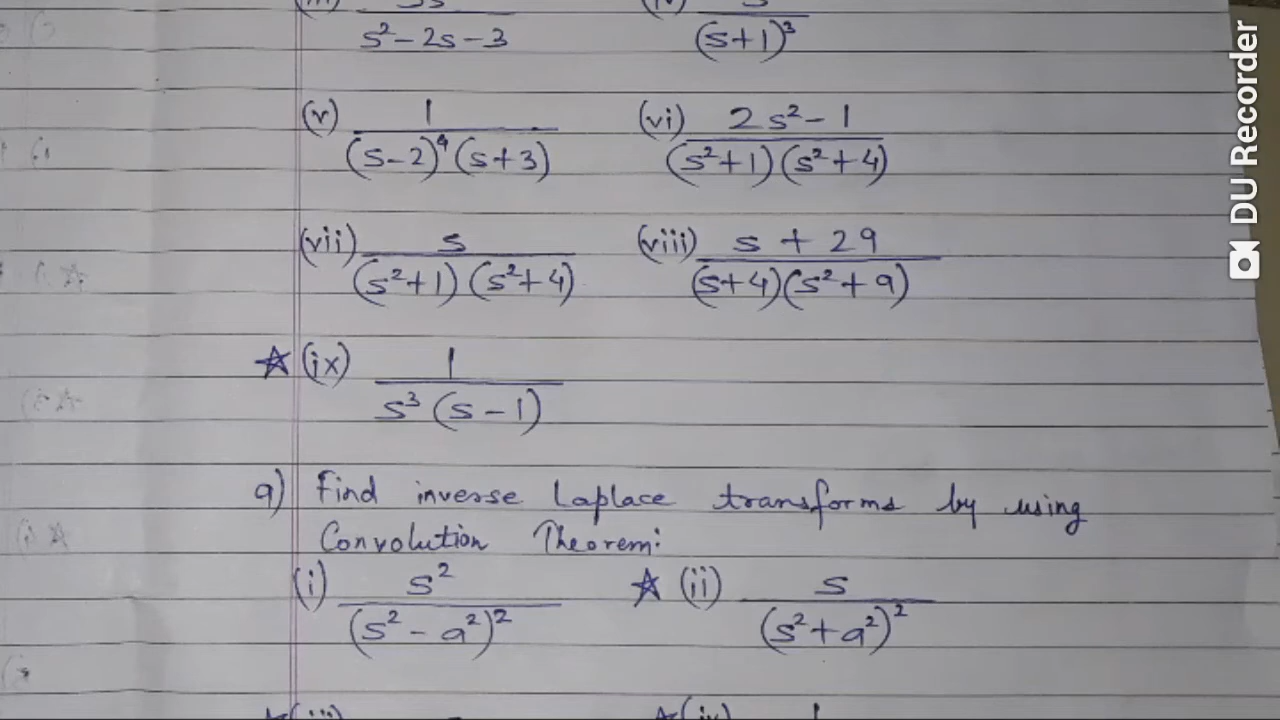 s²-2s-3 (s+1)³
(v) 1/((s-2)⁴(s+3)) (vi) (2s²-1)/((s²+1)(s²+4))
(vii) s/((s²+1)(s²+4)) (viii) (s+29)/((s+4)(s²+9))
☆(ix) 1/(s³(s-1))
9) Find inverse Laplace transforms by using
Convolution Theorem:
(i) s²/(s²-a²)² ☆(ii) s/(s²+a²)²
DU Recorder